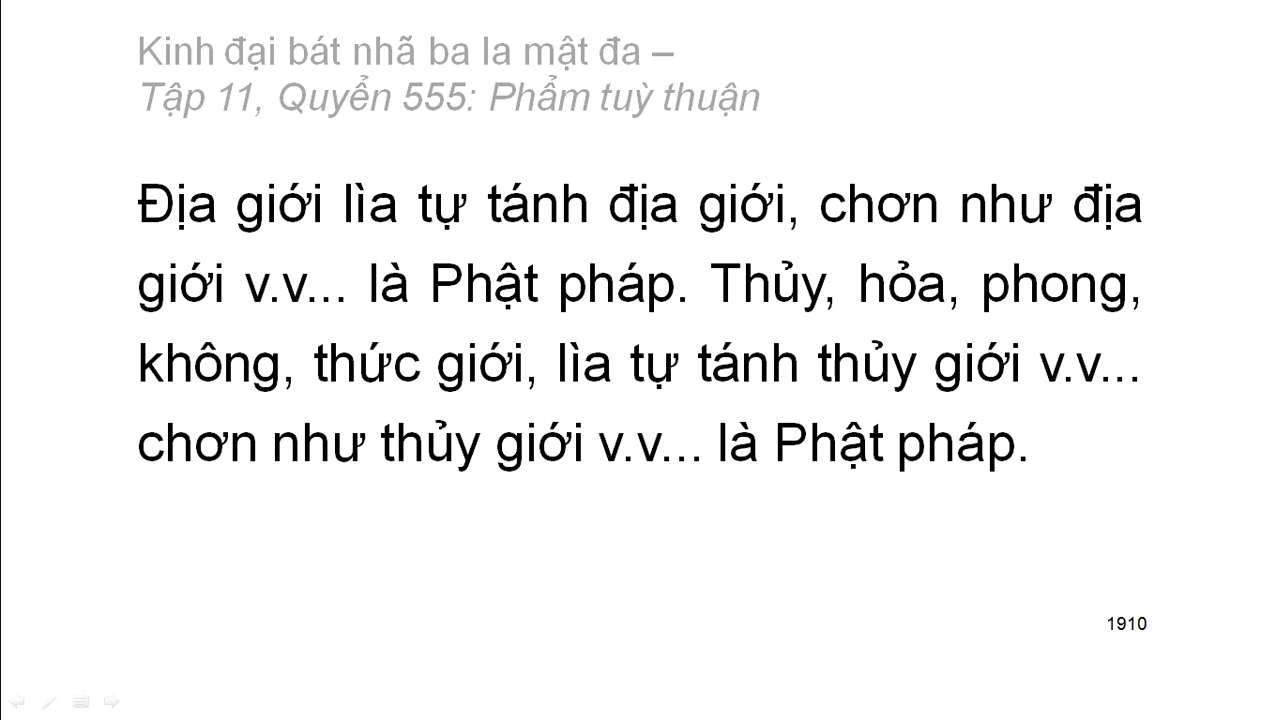 Kinh đại bát nhã ba la mật đa –
Tập 11, Quyển 555: Phẩm tuỳ thuận
Địa giới lìa tự tánh địa giới, chơn như địa
giới v.v... là Phật pháp. Thủy, hỏa, phong,
không, thức giới, lìa tự tánh thủy giới v.v...
chơn như thủy giới v.v... là Phật pháp.
1910